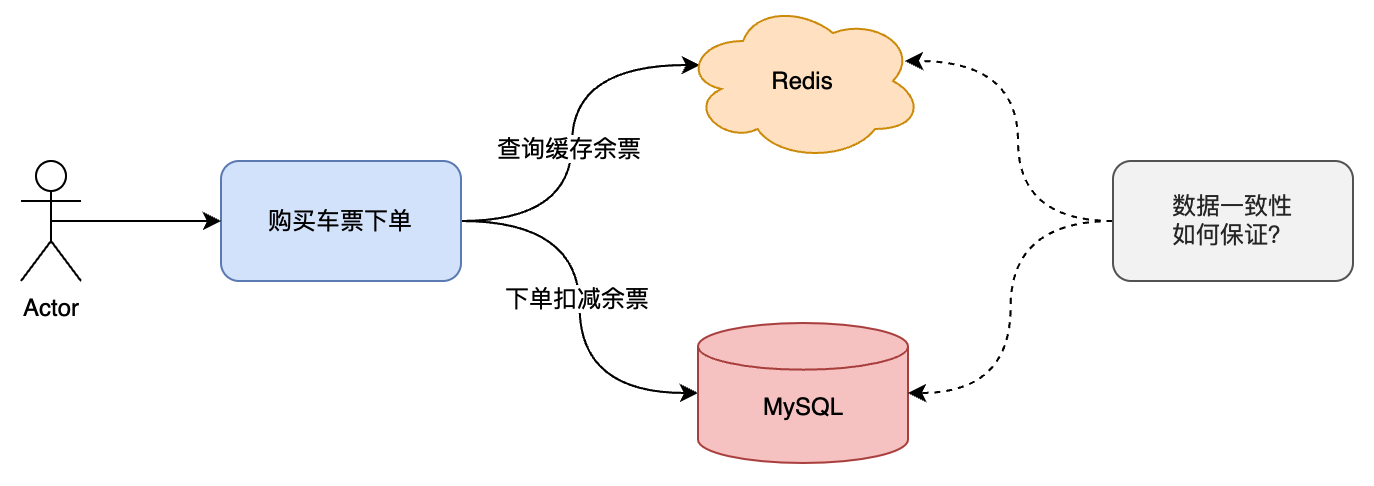 Redis
查询缓存余票
购买车票下单
数据一致性
如何保证?
下单扣减余票
Actor
MySQL